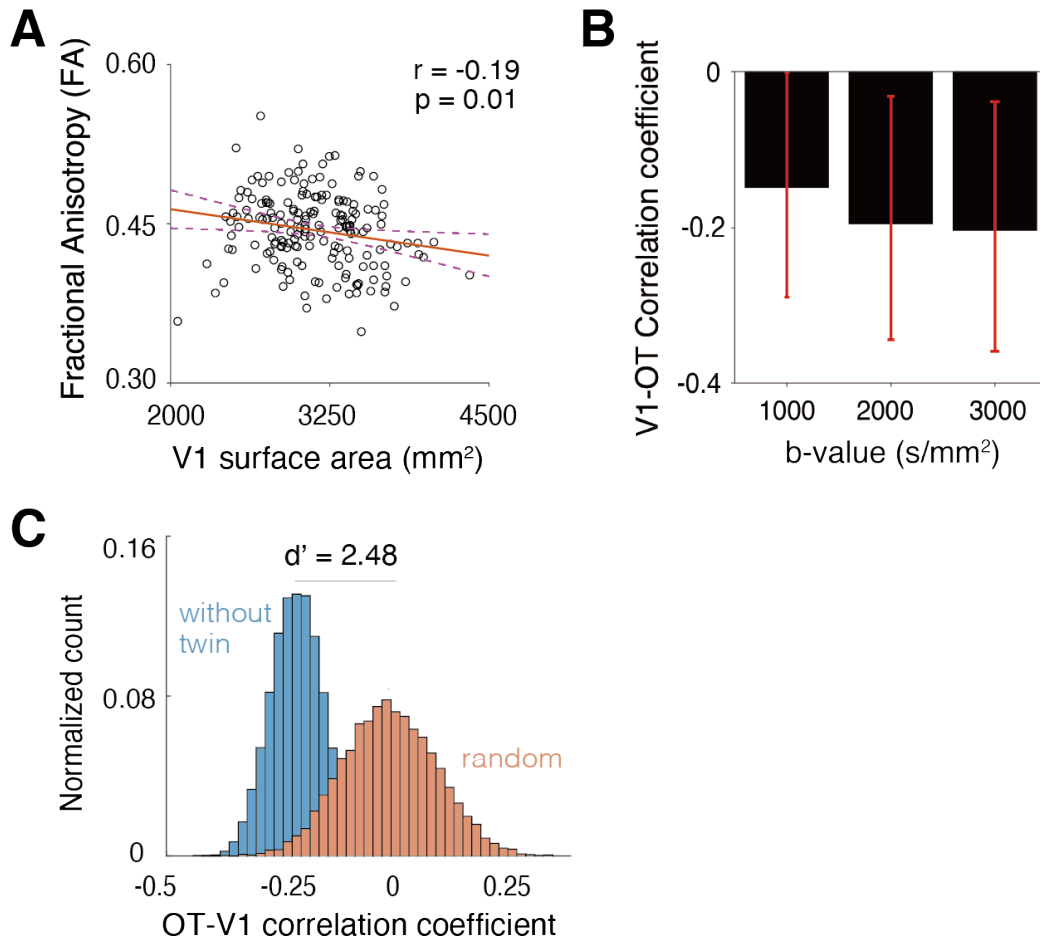 A
Fractional Anisotropy (FA)
0.60
0.45
0.30
r = -0.19
p = 0.01
2000 3250 4500
V1 surface area (mm²)
B
V1-OT Correlation coefficient
0
-0.2
-0.4
1000 2000 3000
b-value (s/mm²)
C
Normalized count
0.16
0.08
0
d’ = 2.48
without
twin
random
-0.5 -0.25 0 0.25
OT-V1 correlation coefficient